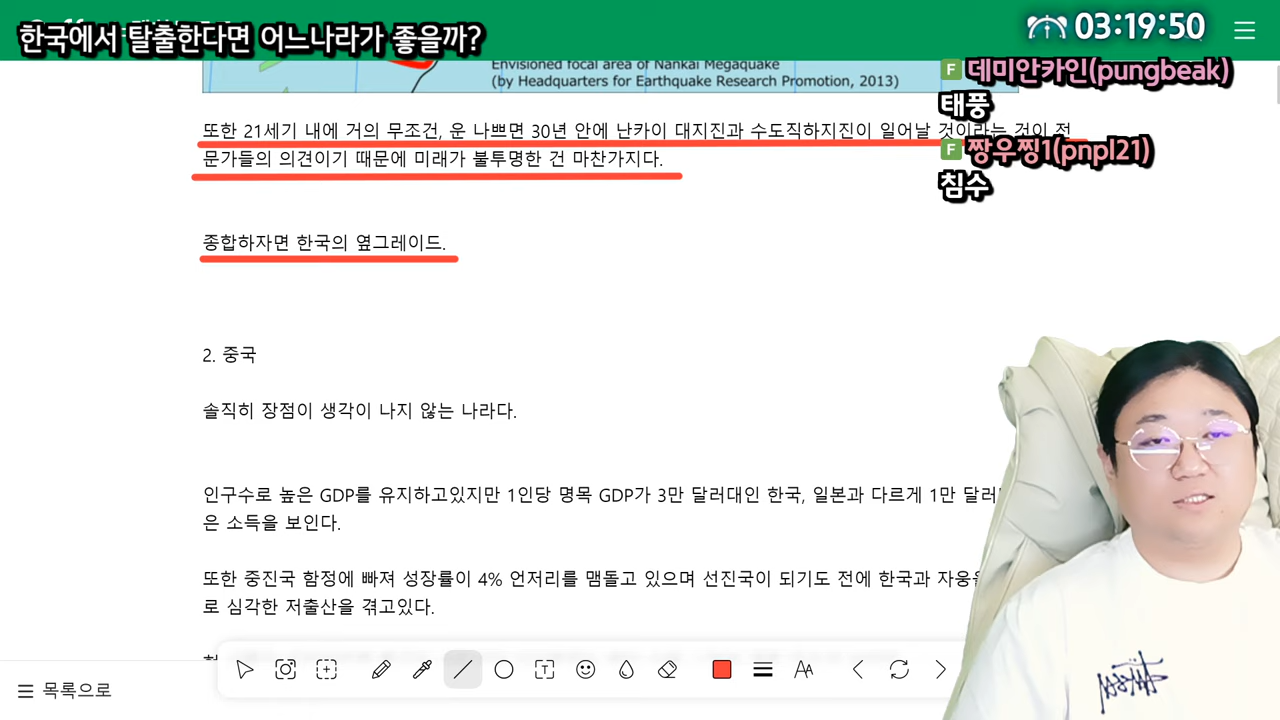 한국에서 탈출한다면 어느나라가 좋을까?
03:19:50
Envisioned focal area of Nankai Megaquake
(by Headquarters for Earthquake Research Promotion, 2013)
데미안카인(pungbeak)
태풍
짱우찡1(pnpl21)
침수
또한 21세기 내에 거의 무조건, 운 나쁘면 30년 안에 난카이 대지진과 수도직하지진이 일어날 것이라는 것이 전
문가들의 의견이기 때문에 미래가 불투명한 건 마찬가지다.
종합하자면 한국의 옆그레이드.
2. 중국
솔직히 장점이 생각이 나지 않는 나라다.
인구수로 높은 GDP를 유지하고있지만 1인당 명목 GDP가 3만 달러대인 한국, 일본과 다르게 1만
은 소득을 보인다.
또한 중진국 함정에 빠져 성장률이 4% 언저리를 맴돌고 있으며 선진국이 되기도 전에 한국과
로 심각한 저출산을 겪고있다.
목록으로